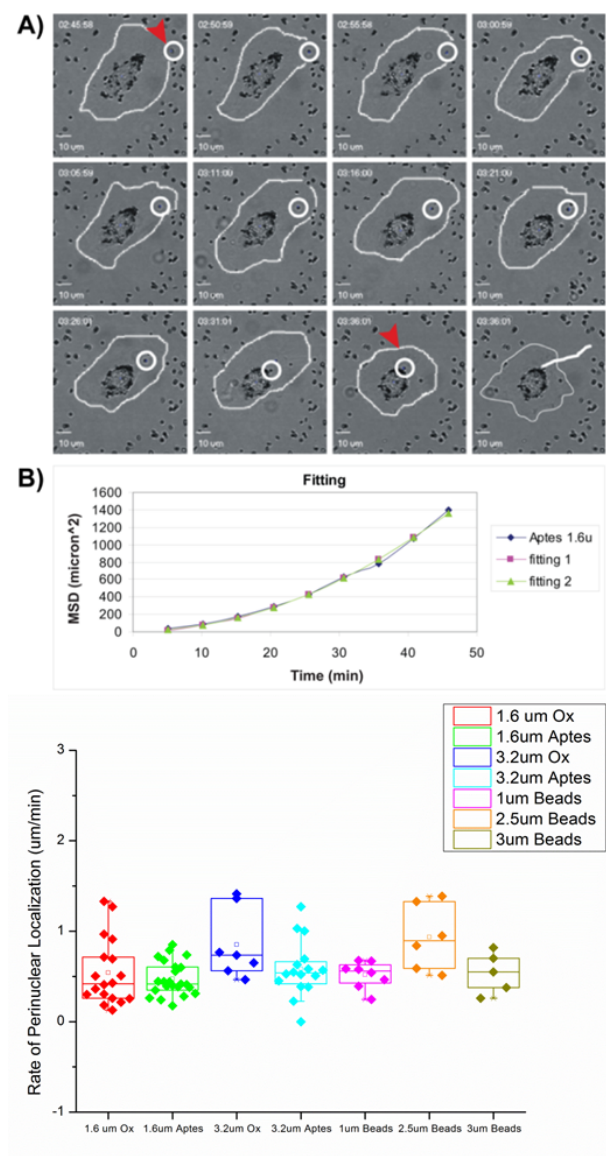 A)
02:45:58 02:50:59 02:55:58 03:00:59
10 um 10 um 10 um 10 um
03:05:59 03:11:00 03:16:00 03:21:00
10 um 10 um 10 um 10 um
03:26:01 03:31:01 03:36:01 03:36:01
10 um 10 um 10 um 10 um
B)
Fitting
MSD (micron^2)
1600
1400
1200
1000
800
600
400
200
0
0 10 20 30 40 50
Time (min)
Aptes 1.6u
fitting 1
fitting 2
1.6 um Ox
1.6um Aptes
3.2um Ox
3.2um Aptes
1um Beads
2.5um Beads
3um Beads
Rate of Perinuclear Localization (um/min)
3
2
1
0
-1
1.6 um Ox 1.6um Aptes 3.2um Ox 3.2um Aptes 1um Beads 2.5um Beads 3um Beads